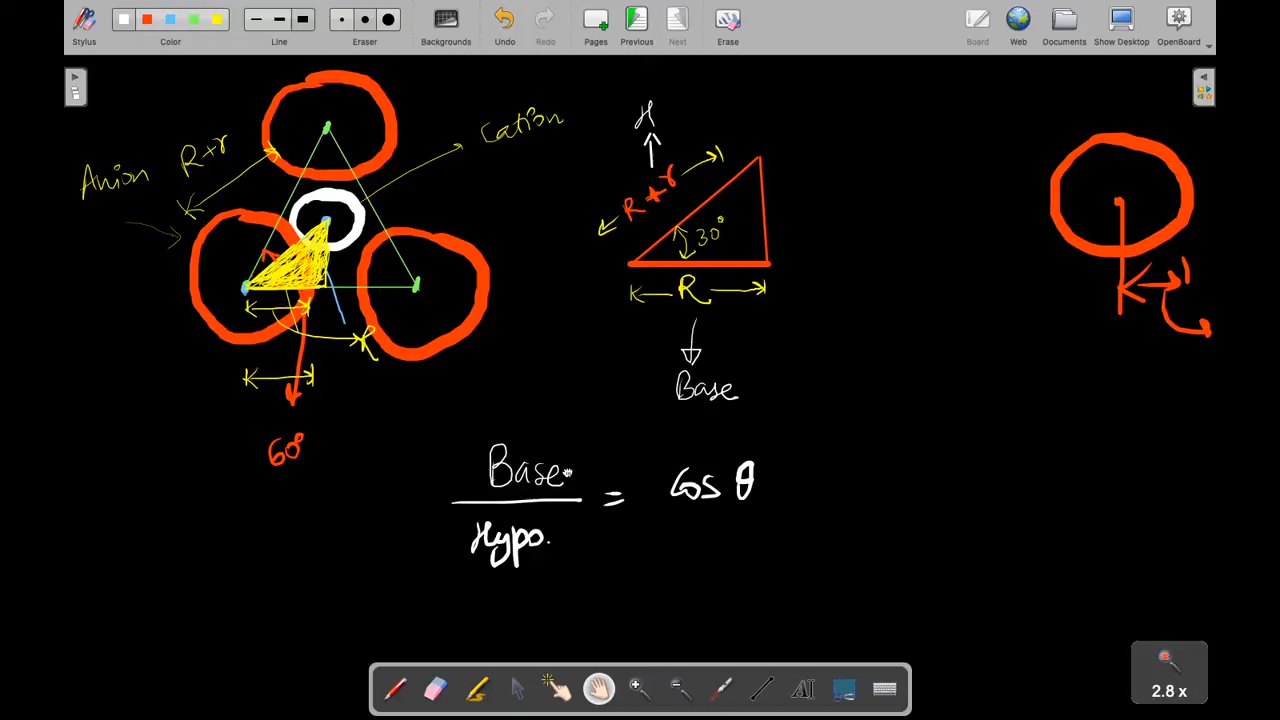 Stylus
Color
Line
Eraser
Backgrounds
Undo
Redo
Pages
Previous
Next
Erase
Board
Web
Documents
Show Desktop
OpenBoard
Anion
R+r
Cation
H
R+r
30°
R
Base
R
60°
Base
Hypo.
= cos θ
2.8 x